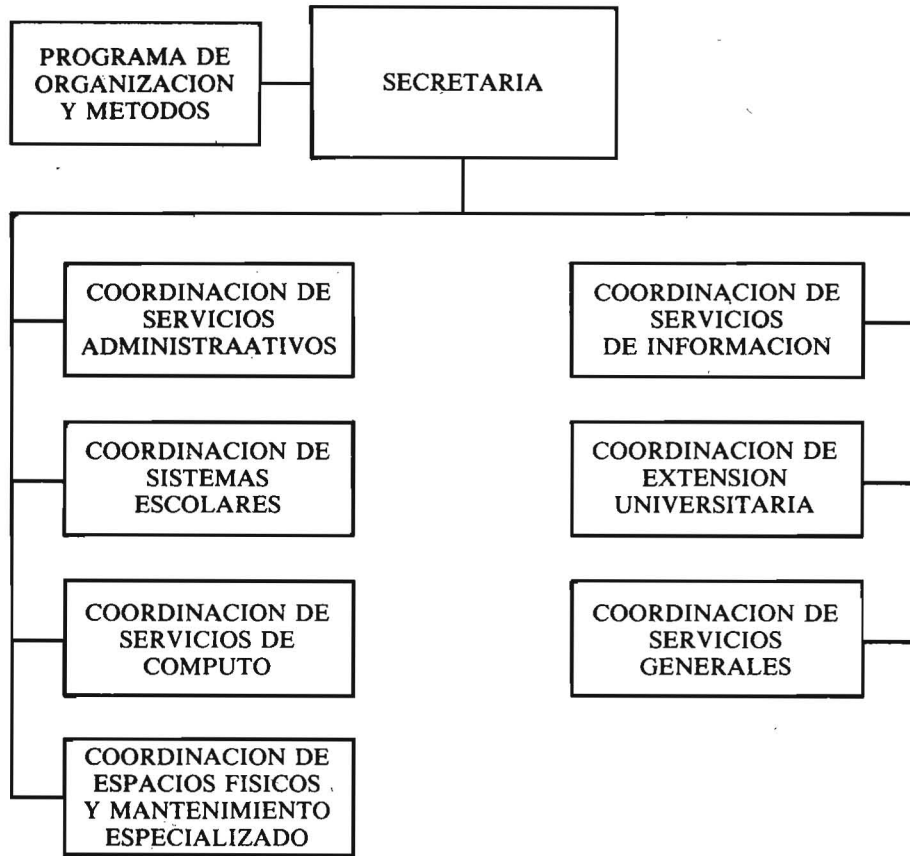 PROGRAMA DE
ORGANIZACION
Y METODOS
SECRETARIA
COORDINACION DE
SERVICIOS
ADMINISTRAATIVOS
COORDINACION DE
SERVICIOS
DE INFORMACION
COORDINACION DE
SISTEMAS
ESCOLARES
COORDINACION DE
EXTENSION
UNIVERSITARIA
COORDINACION DE
SERVICIOS DE
COMPUTO
COORDINACION DE
SERVICIOS
GENERALES
COORDINACION DE
ESPACIOS FISICOS
Y MANTENIMIENTO
ESPECIALIZADO